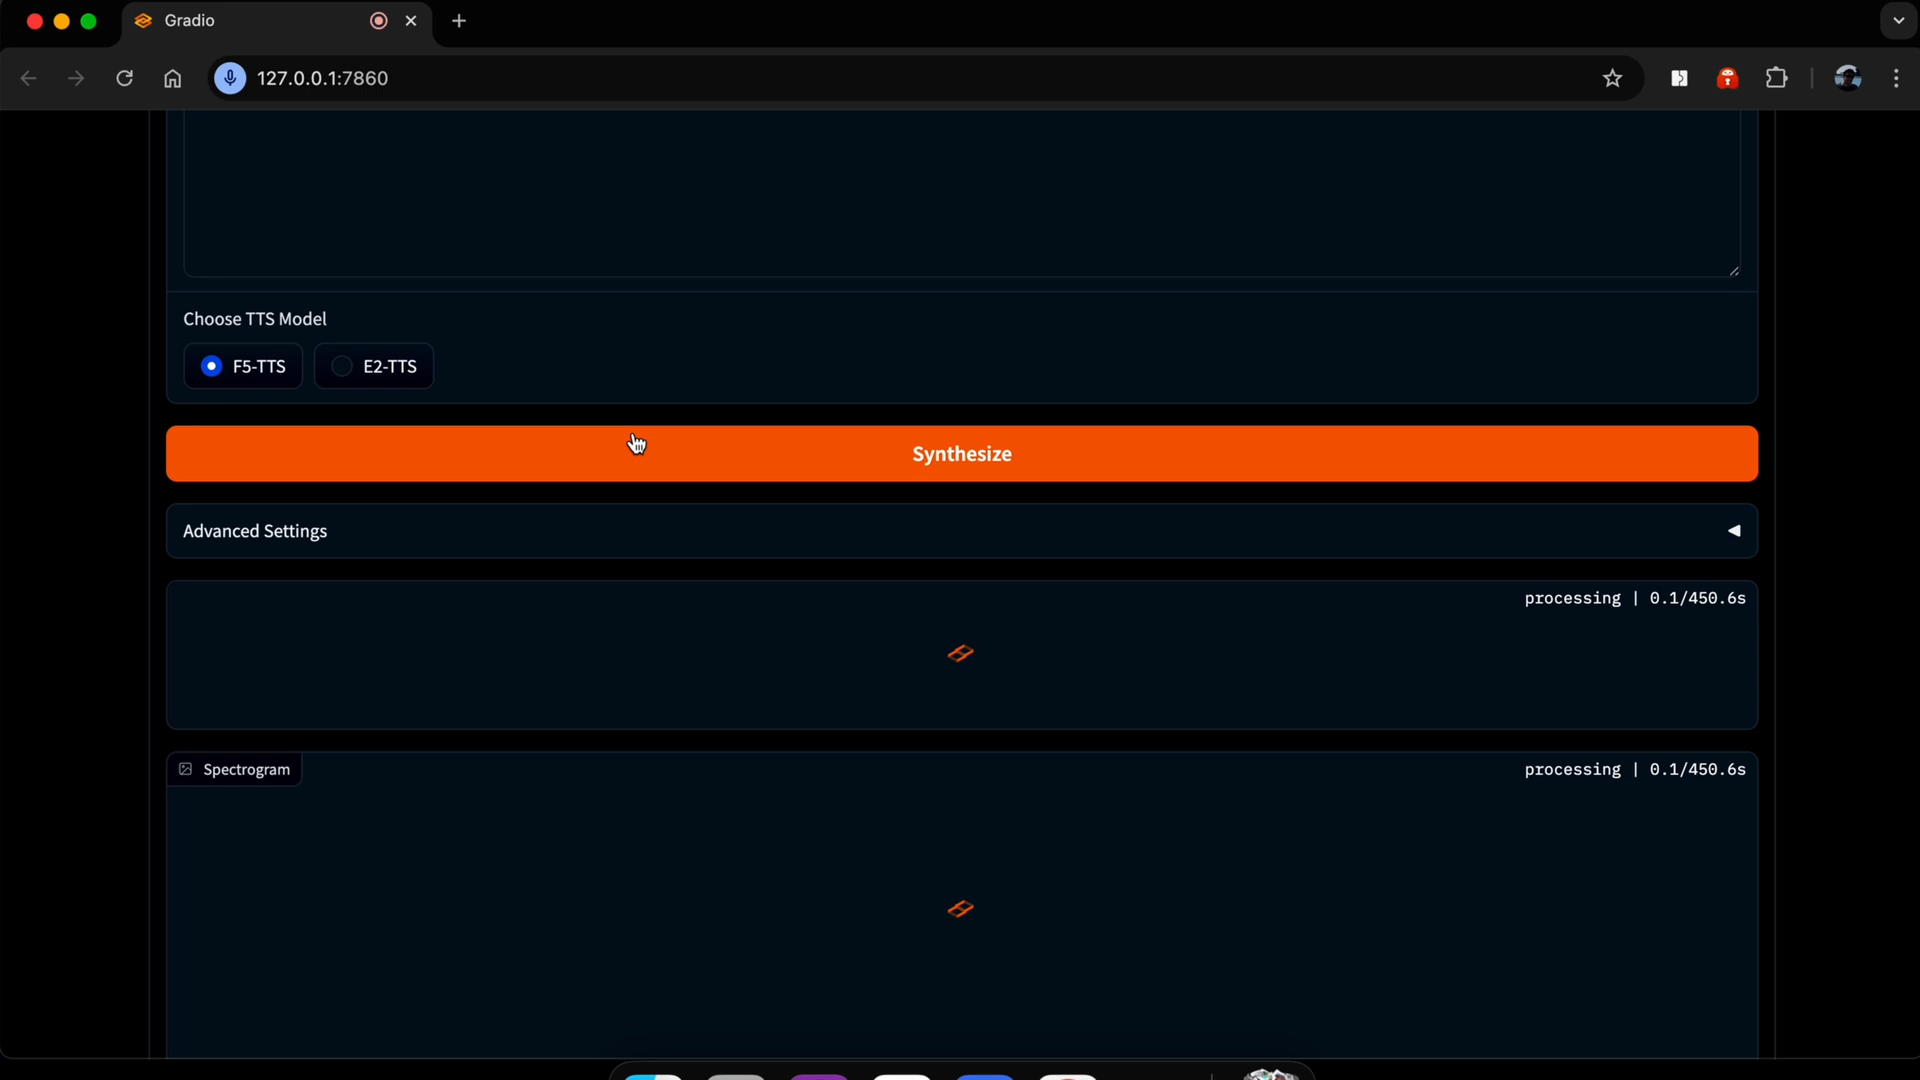 Gradio
127.0.0.1:7860
Choose TTS Model
F5-TTS
E2-TTS
Synthesize
Advanced Settings
processing | 0.1/450.6s
Spectrogram
processing | 0.1/450.6s